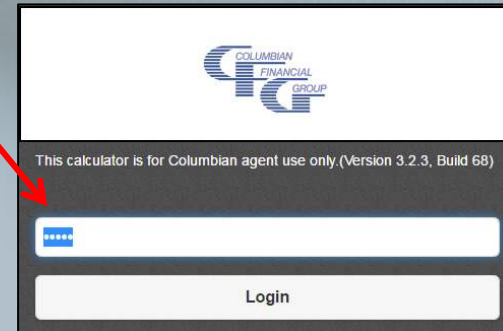 COLUMBIAN
FINANCIAL
GROUP
This calculator is for Columbian agent use only.(Version 3.2.3, Build 68)
•••••
Login